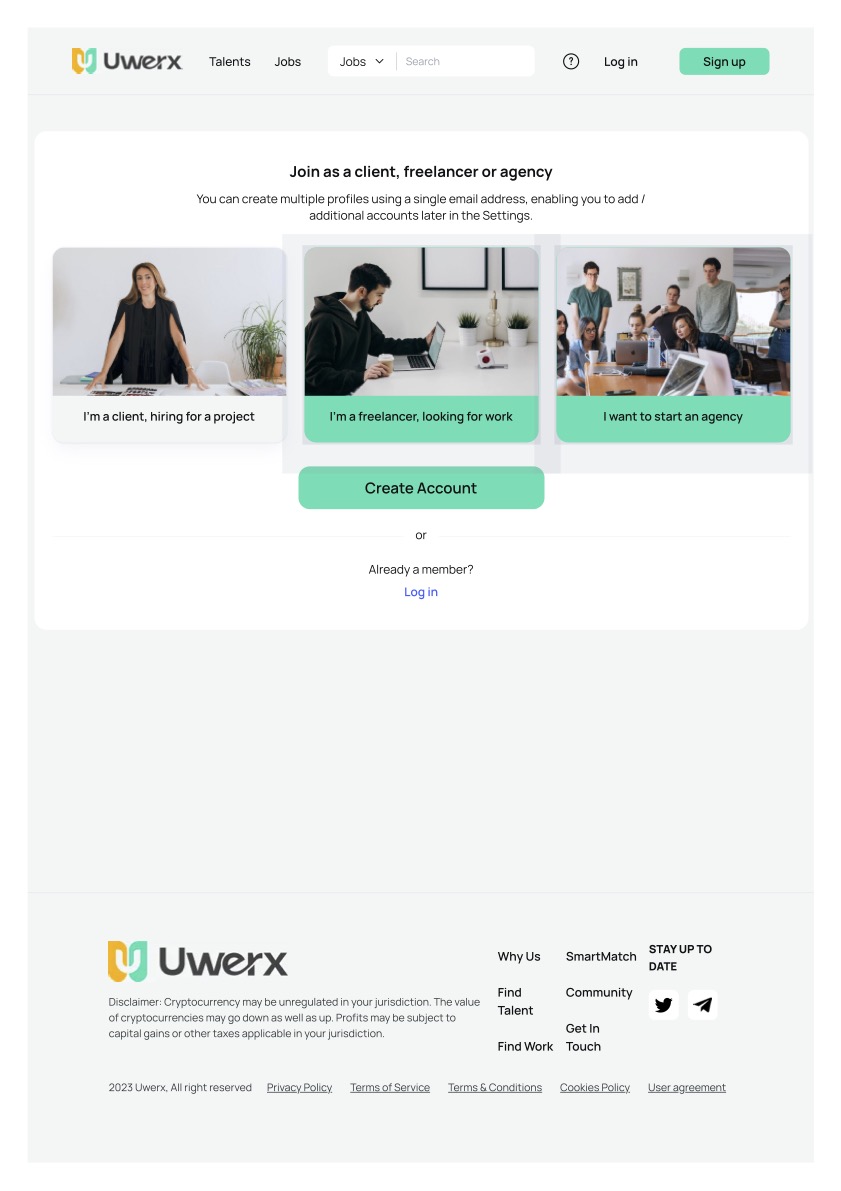 Uwerx
Talents
Jobs
Jobs
Search
?
Log in
Sign up
Join as a client, freelancer or agency
You can create multiple profiles using a single email address, enabling you to add /
additional accounts later in the Settings.
I'm a client, hiring for a project
I'm a freelancer, looking for work
I want to start an agency
Create Account
or
Already a member?
Log in
Uwerx
Disclaimer: Cryptocurrency may be unregulated in your jurisdiction. The value
of cryptocurrencies may go down as well as up. Profits may be subject to
capital gains or other taxes applicable in your jurisdiction.
Why Us
Find
Talent
Find Work
SmartMatch
Community
Get In
Touch
STAY UP TO
DATE
2023 Uwerx, All right reserved
Privacy Policy
Terms of Service
Terms & Conditions
Cookies Policy
User agreement